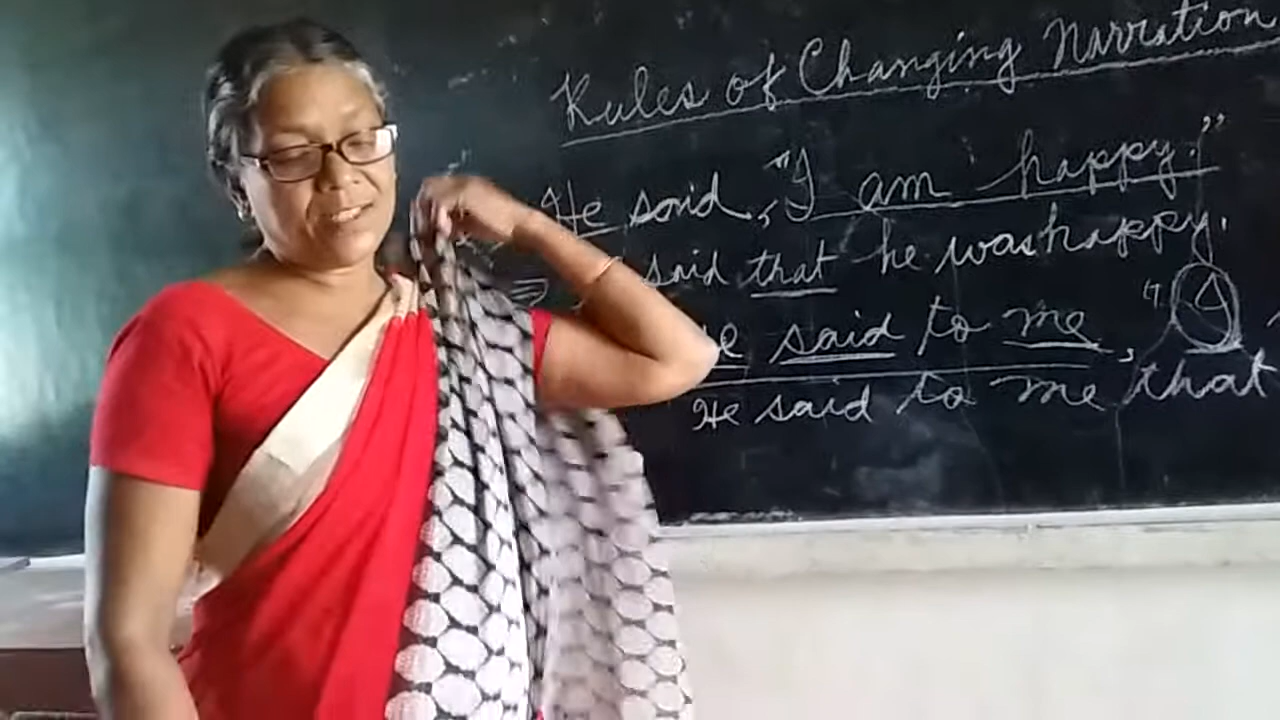 Rules of Changing Narration
He said, "I am happy."
⇒ said that he was happy.
He said to me, "I
He said to me that